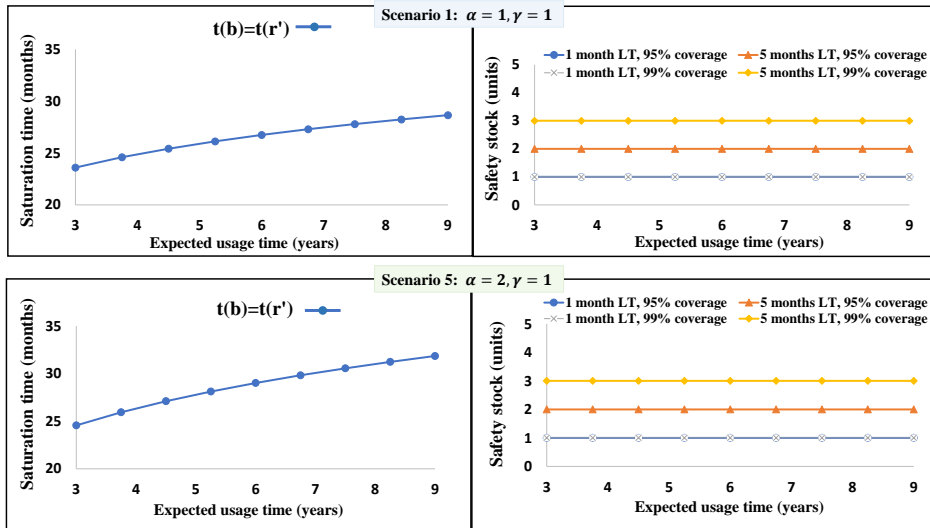 Scenario 1: α = 1, γ = 1
t(b)=t(r')
Saturation time (months)
35
30
25
20
3 4 5 6 7 8 9
Expected usage time (years)
1 month LT, 95% coverage 5 months LT, 95% coverage
1 month LT, 99% coverage 5 months LT, 99% coverage
Safety stock (units)
5
4
3
2
1
0
3 4 5 6 7 8 9
Expected usage time (years)
Scenario 5: α = 2, γ = 1
t(b)=t(r')
Saturation time (months)
35
30
25
20
3 4 5 6 7 8 9
Expected usage time (years)
1 month LT, 95% coverage 5 months LT, 95% coverage
1 month LT, 99% coverage 5 months LT, 99% coverage
Safety stock (units)
5
4
3
2
1
0
3 4 5 6 7 8 9
Expected usage time (years)